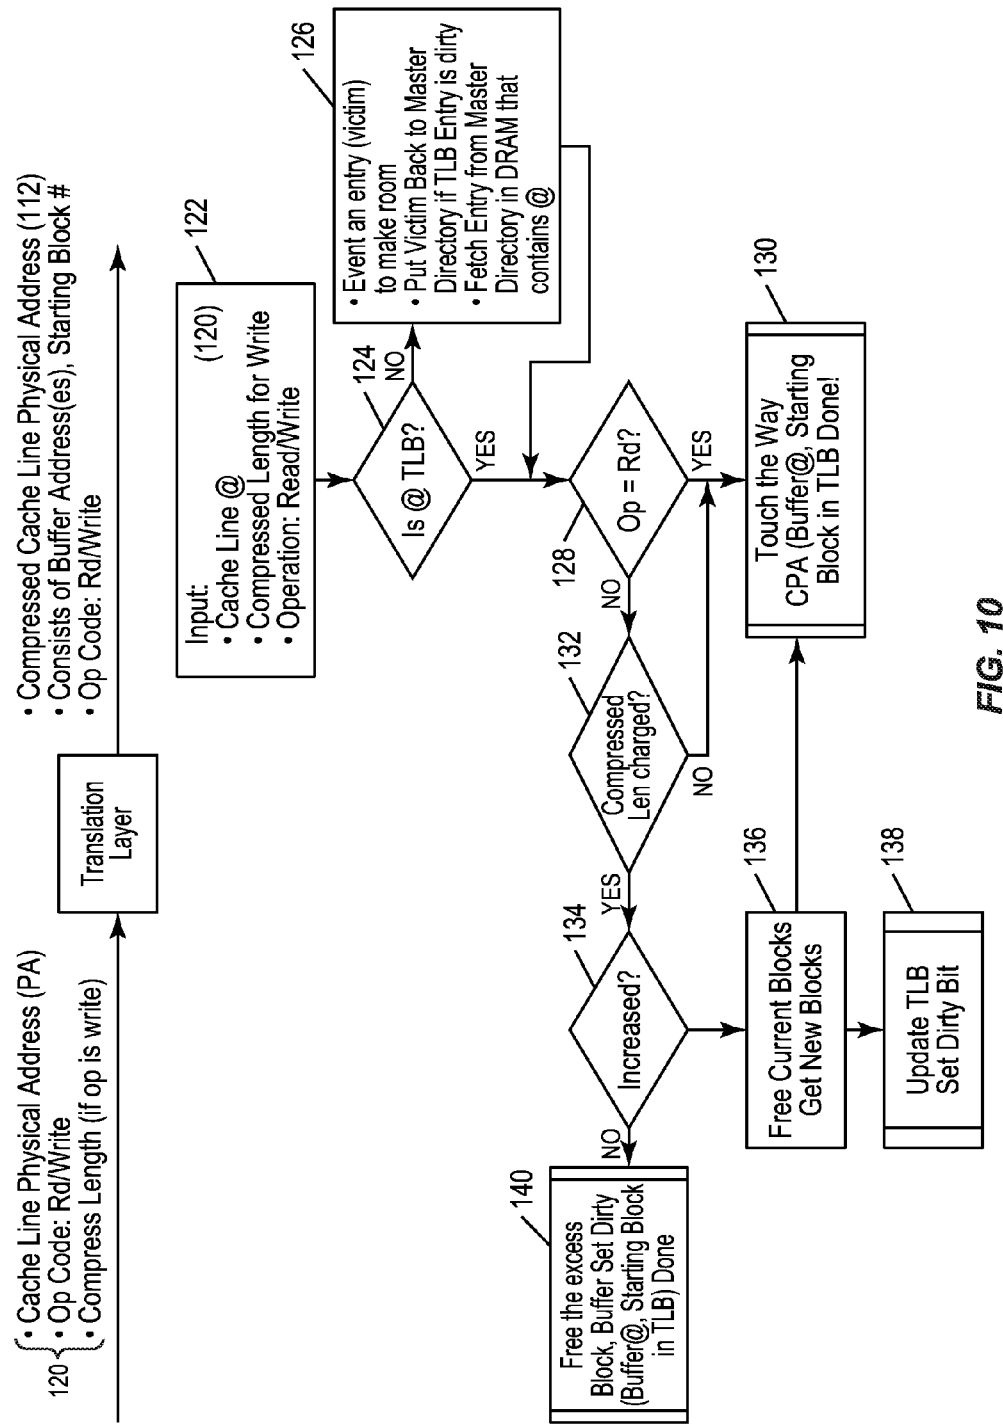 120
• Cache Line Physical Address (PA)
• Op Code: Rd/Write
• Compress Length (if op is write)
Translation
Layer
• Compressed Cache Line Physical Address (112)
• Consists of Buffer Address(es), Starting Block #
• Op Code: Rd/Write
122
Input: (120)
• Cache Line @
• Compressed Length for Write
• Operation: Read/Write
124
Is @ TLB?
NO
YES
126
• Event an entry (victim)
to make room
• Put Victim Back to Master
Directory if TLB Entry is dirty
• Fetch Entry from Master
Directory in DRAM that
contains @
128
Op = Rd?
NO
YES
130
Touch the Way
CPA (Buffer@, Starting
Block in TLB Done!
132
Compressed
Len charged?
NO
YES
134
Increased?
NO
136
Free Current Blocks
Get New Blocks
138
Update TLB
Set Dirty Bit
140
Free the excess
Block, Buffer Set Dirty
(Buffer@, Starting Block
in TLB) Done
FIG. 10